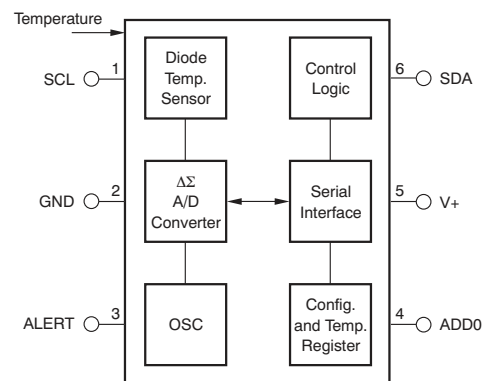 Temperature
SCL
1
Diode
Temp.
Sensor
Control
Logic
6
SDA
GND
2
ΔΣ
A/D
Converter
Serial
Interface
5
V+
ALERT
3
OSC
Config.
and Temp.
Register
4
ADD0